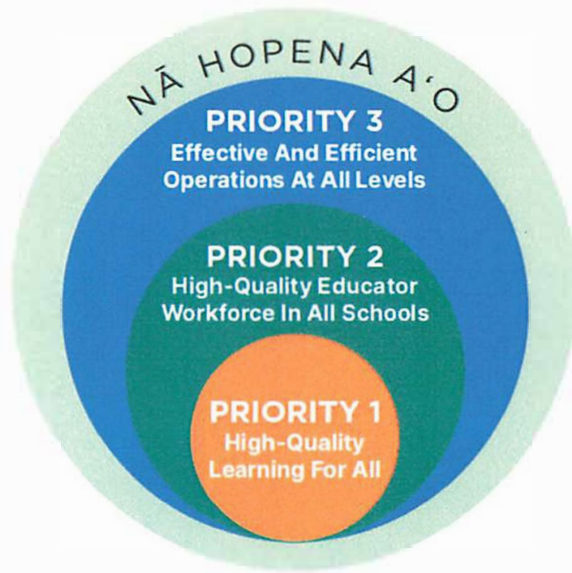 NĀ HOPENA AʻO
PRIORITY 3
Effective And Efficient
Operations At All Levels
PRIORITY 2
High-Quality Educator
Workforce In All Schools
PRIORITY 1
High-Quality
Learning For All